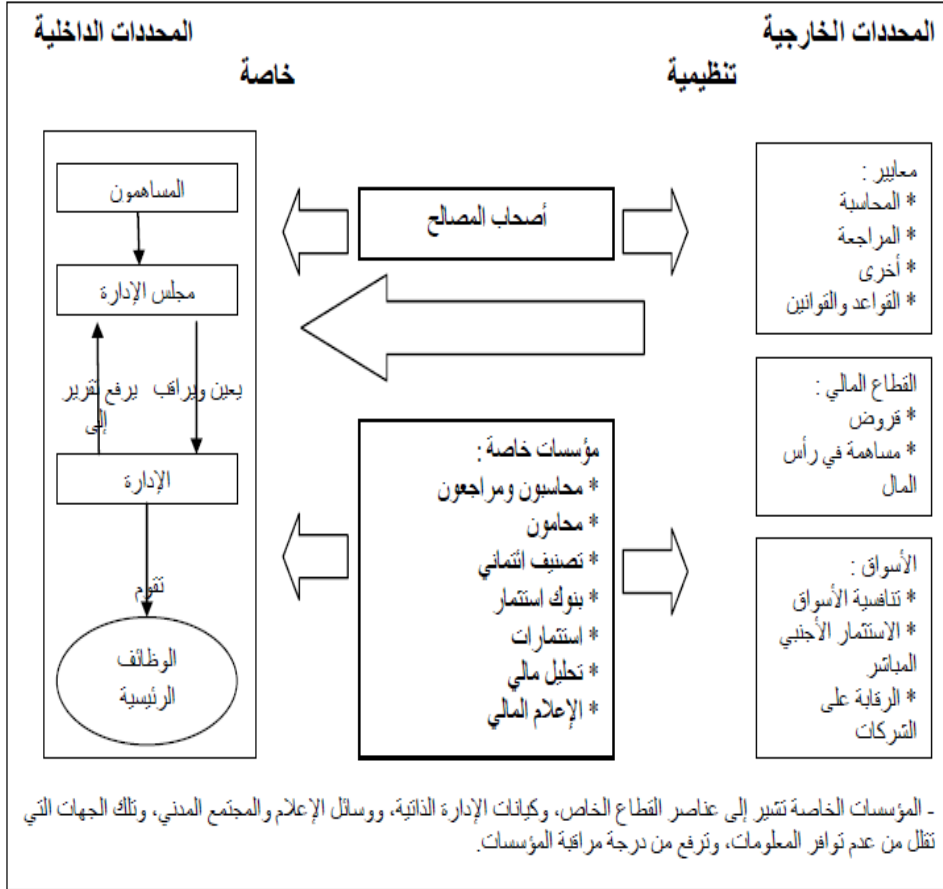 المحددات الخارجية
المحددات الداخلية
تنظيمية
خاصة
معايير :
* المحاسبة
* المراجعة
* أخرى
* القواعد والقوانين
القطاع المالي :
* قروض
* مساهمة في رأس
المال
الأسواق :
* تنافسية الأسواق
* الاستثمار الأجنبي
المباشر
* الرقابة على
الشركات
أصحاب المصالح
مؤسسات خاصة :
* محاسبون ومراجعون
* محامون
* تصنيف ائتماني
* بنوك استثمار
* استثمارات
* تحليل مالي
* الإعلام المالي
المساهمون
مجلس الإدارة
يعين ويراقب
يرفع تقرير
إلى
الإدارة
تقوم
الوظائف
الرئيسية
- المؤسسات الخاصة تشير إلى عناصر القطاع الخاص، وكيانات الإدارة الذاتية، ووسائل الإعلام والمجتمع المدني، وتلك الجهات التي
تقلل من عدم توافر المعلومات، وترفع من درجة مراقبة المؤسسات.